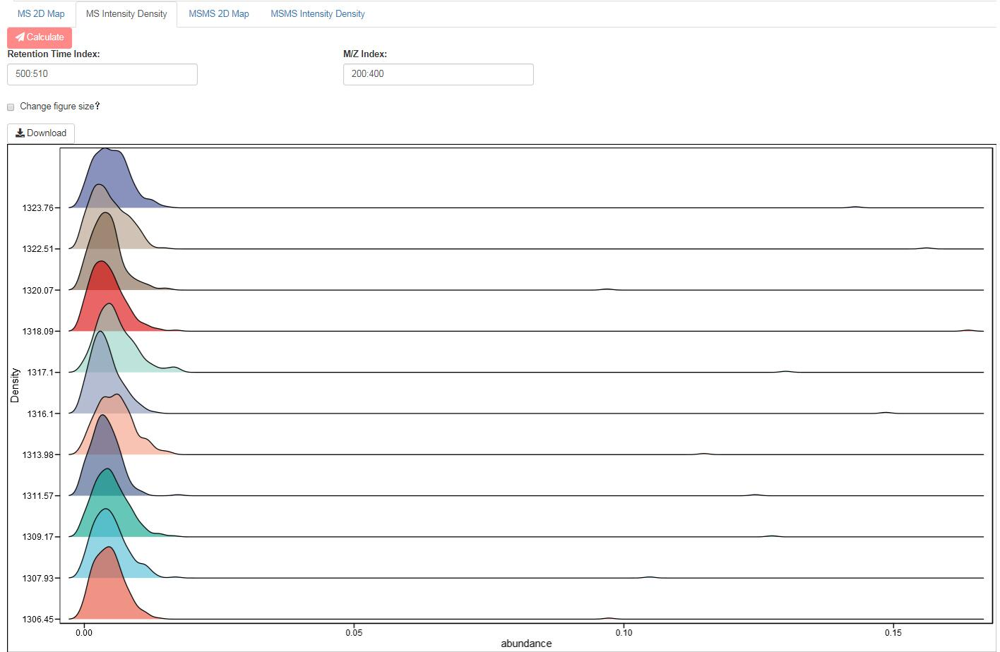 MS 2D Map MS Intensity Density MSMS 2D Map MSMS Intensity Density
Calculate
Retention Time Index: M/Z Index:
500:510 200:400
Change figure size?
Download
1323.76
1322.51
1320.07
1318.09
1317.1
Density
1316.1
1313.98
1311.57
1309.17
1307.93
1306.45
0.00 0.05 0.10 0.15
abundance